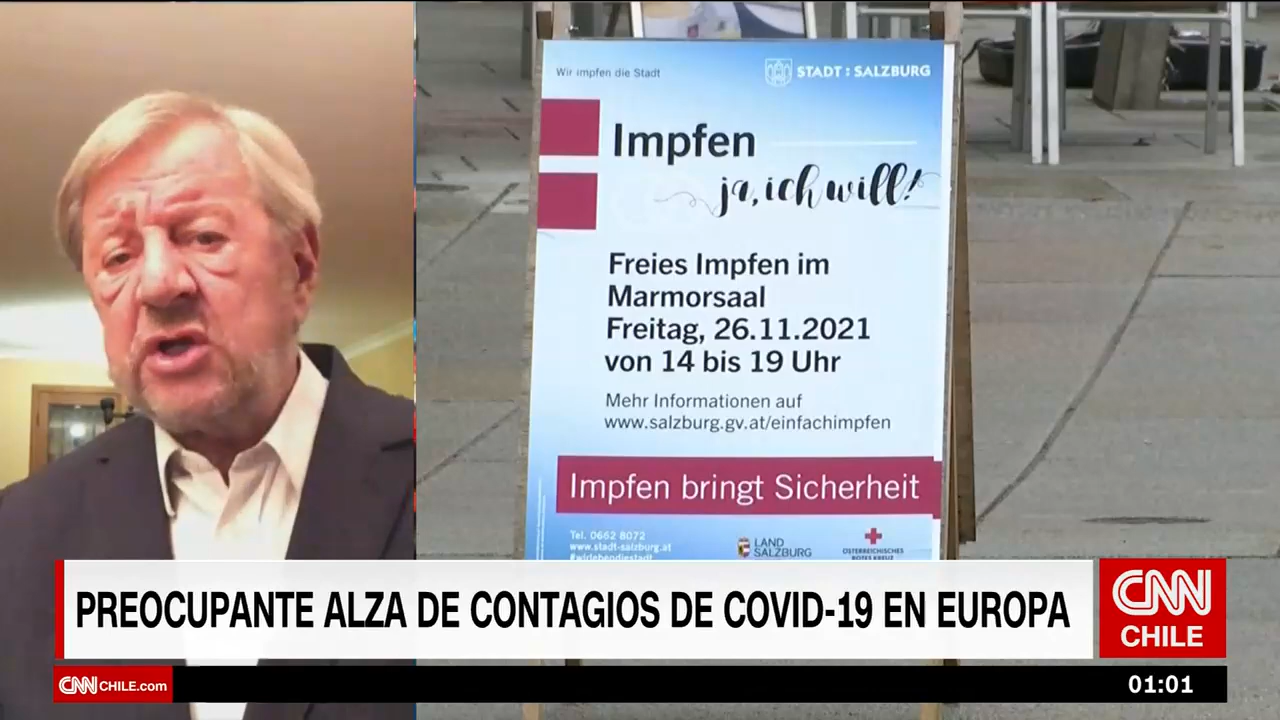 Wir impfen die Stadt
STADT : SALZBURG
Impfen
ja, ich will!
Freies Impfen im
Marmorsaal
Freitag, 26.11.2021
von 14 bis 19 Uhr
Mehr Informationen auf
www.salzburg.gv.at/einfachimpfen
Impfen bringt Sicherheit
Tel. 0662 8072
www.stadt-salzburg.at
#wirlebendiestadt
LAND
SALZBURG
ÖSTERREICHISCHES
ROTES KREUZ
PREOCUPANTE ALZA DE CONTAGIOS DE COVID-19 EN EUROPA
CNN
CHILE
CNN CHILE.com
01:01